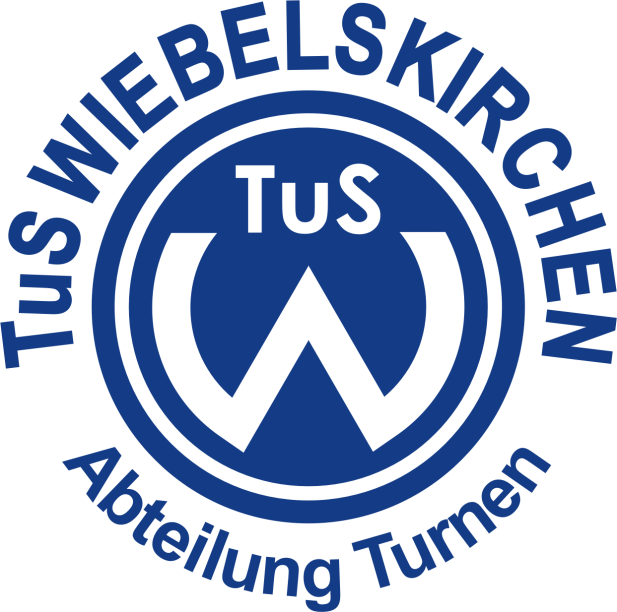 TuS WIEBELSKIRCHEN
TuS
W
Abteilung Turnen